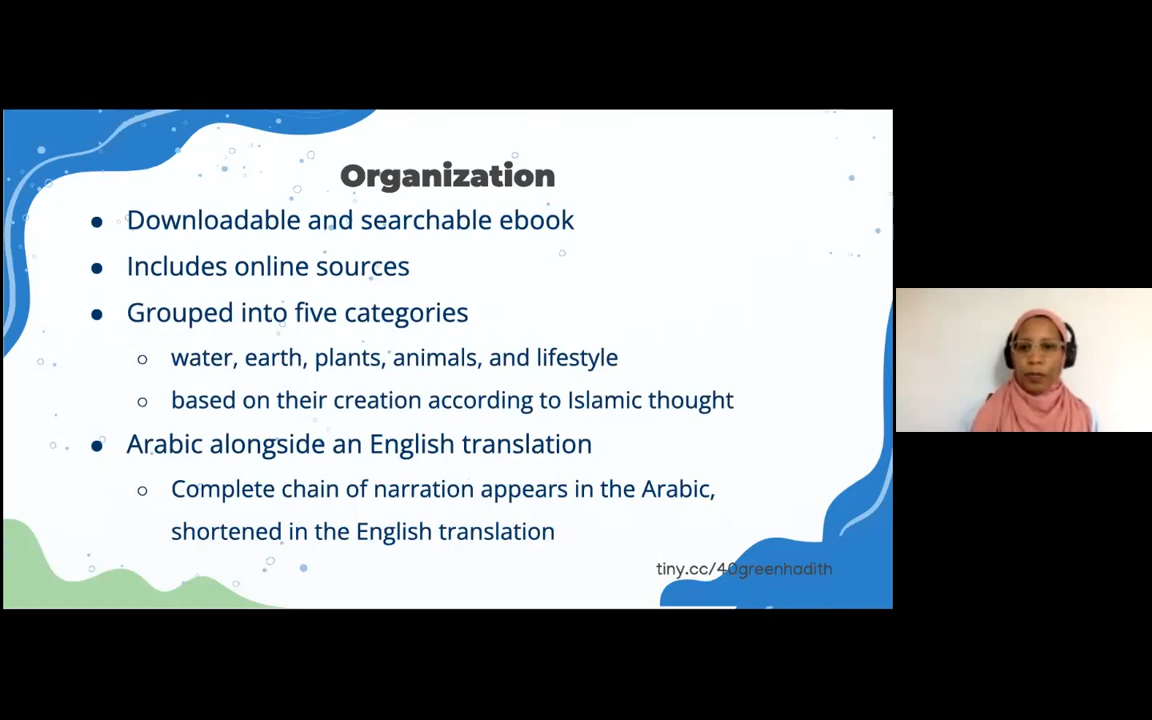 Organization
● Downloadable and searchable ebook
● Includes online sources
● Grouped into five categories
○ water, earth, plants, animals, and lifestyle
○ based on their creation according to Islamic thought
● Arabic alongside an English translation
○ Complete chain of narration appears in the Arabic,
shortened in the English translation
tiny.cc/40greenhadith